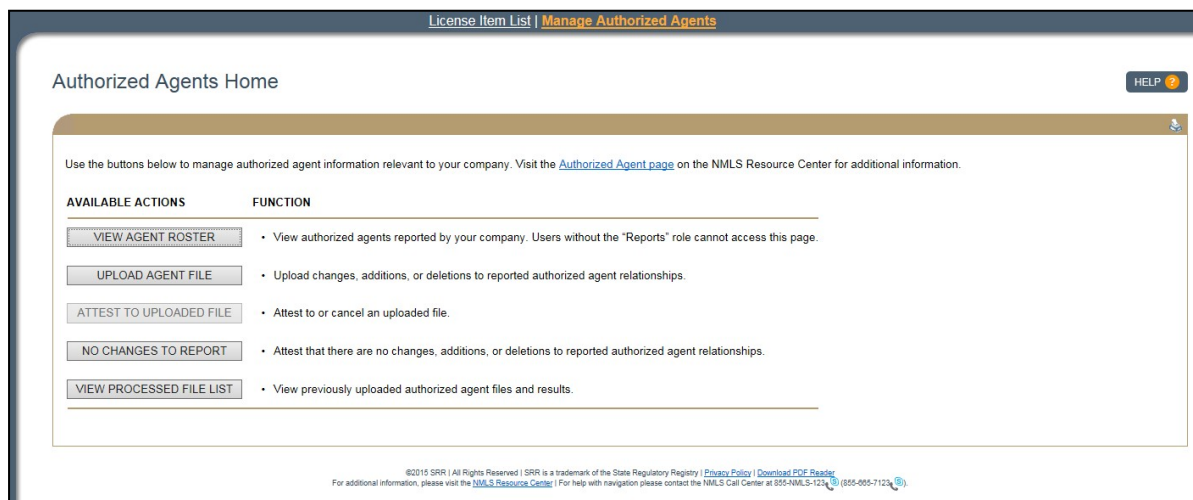 License Item List | Manage Authorized Agents
Authorized Agents Home
HELP ?
Use the buttons below to manage authorized agent information relevant to your company. Visit the Authorized Agent page on the NMLS Resource Center for additional information.
AVAILABLE ACTIONS FUNCTION
VIEW AGENT ROSTER • View authorized agents reported by your company. Users without the "Reports" role cannot access this page.
UPLOAD AGENT FILE • Upload changes, additions, or deletions to reported authorized agent relationships.
ATTEST TO UPLOADED FILE • Attest to or cancel an uploaded file.
NO CHANGES TO REPORT • Attest that there are no changes, additions, or deletions to reported authorized agent relationships.
VIEW PROCESSED FILE LIST • View previously uploaded authorized agent files and results.
©2015 SRR | All Rights Reserved | SRR is a trademark of the State Regulatory Registry | Privacy Policy | Download PDF Reader
For additional information, please visit the NMLS Resource Center | For help with navigation please contact the NMLS Call Center at 855-NMLS-123 (855-665-7123).